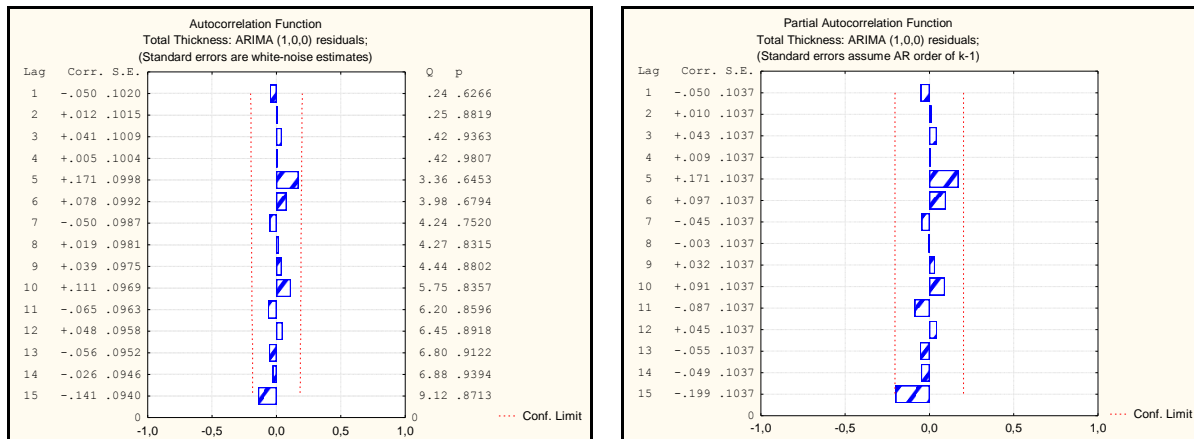 Autocorrelation Function
Total Thickness: ARIMA (1,0,0) residuals;
(Standard errors are white-noise estimates)
Lag Corr. S.E. Q p
1 -.050 .1020 .24 .6266
2 +.012 .1015 .25 .8819
3 +.041 .1009 .42 .9363
4 +.005 .1004 .42 .9807
5 +.171 .0998 3.36 .6453
6 +.078 .0992 3.98 .6794
7 -.050 .0987 4.24 .7520
8 +.019 .0981 4.27 .8315
9 +.039 .0975 4.44 .8802
10 +.111 .0969 5.75 .8357
11 -.065 .0963 6.20 .8596
12 +.048 .0958 6.45 .8918
13 -.056 .0952 6.80 .9122
14 -.026 .0946 6.88 .9394
15 -.141 .0940 9.12 .8713
0 0
Conf. Limit
-1,0 -0,5 0,0 0,5 1,0
Partial Autocorrelation Function
Total Thickness: ARIMA (1,0,0) residuals;
(Standard errors assume AR order of k-1)
Lag Corr. S.E.
1 -.050 .1037
2 +.010 .1037
3 +.043 .1037
4 +.009 .1037
5 +.171 .1037
6 +.097 .1037
7 -.045 .1037
8 -.003 .1037
9 +.032 .1037
10 +.091 .1037
11 -.087 .1037
12 +.045 .1037
13 -.055 .1037
14 -.049 .1037
15 -.199 .1037
0 0
Conf. Limit
-1,0 -0,5 0,0 0,5 1,0